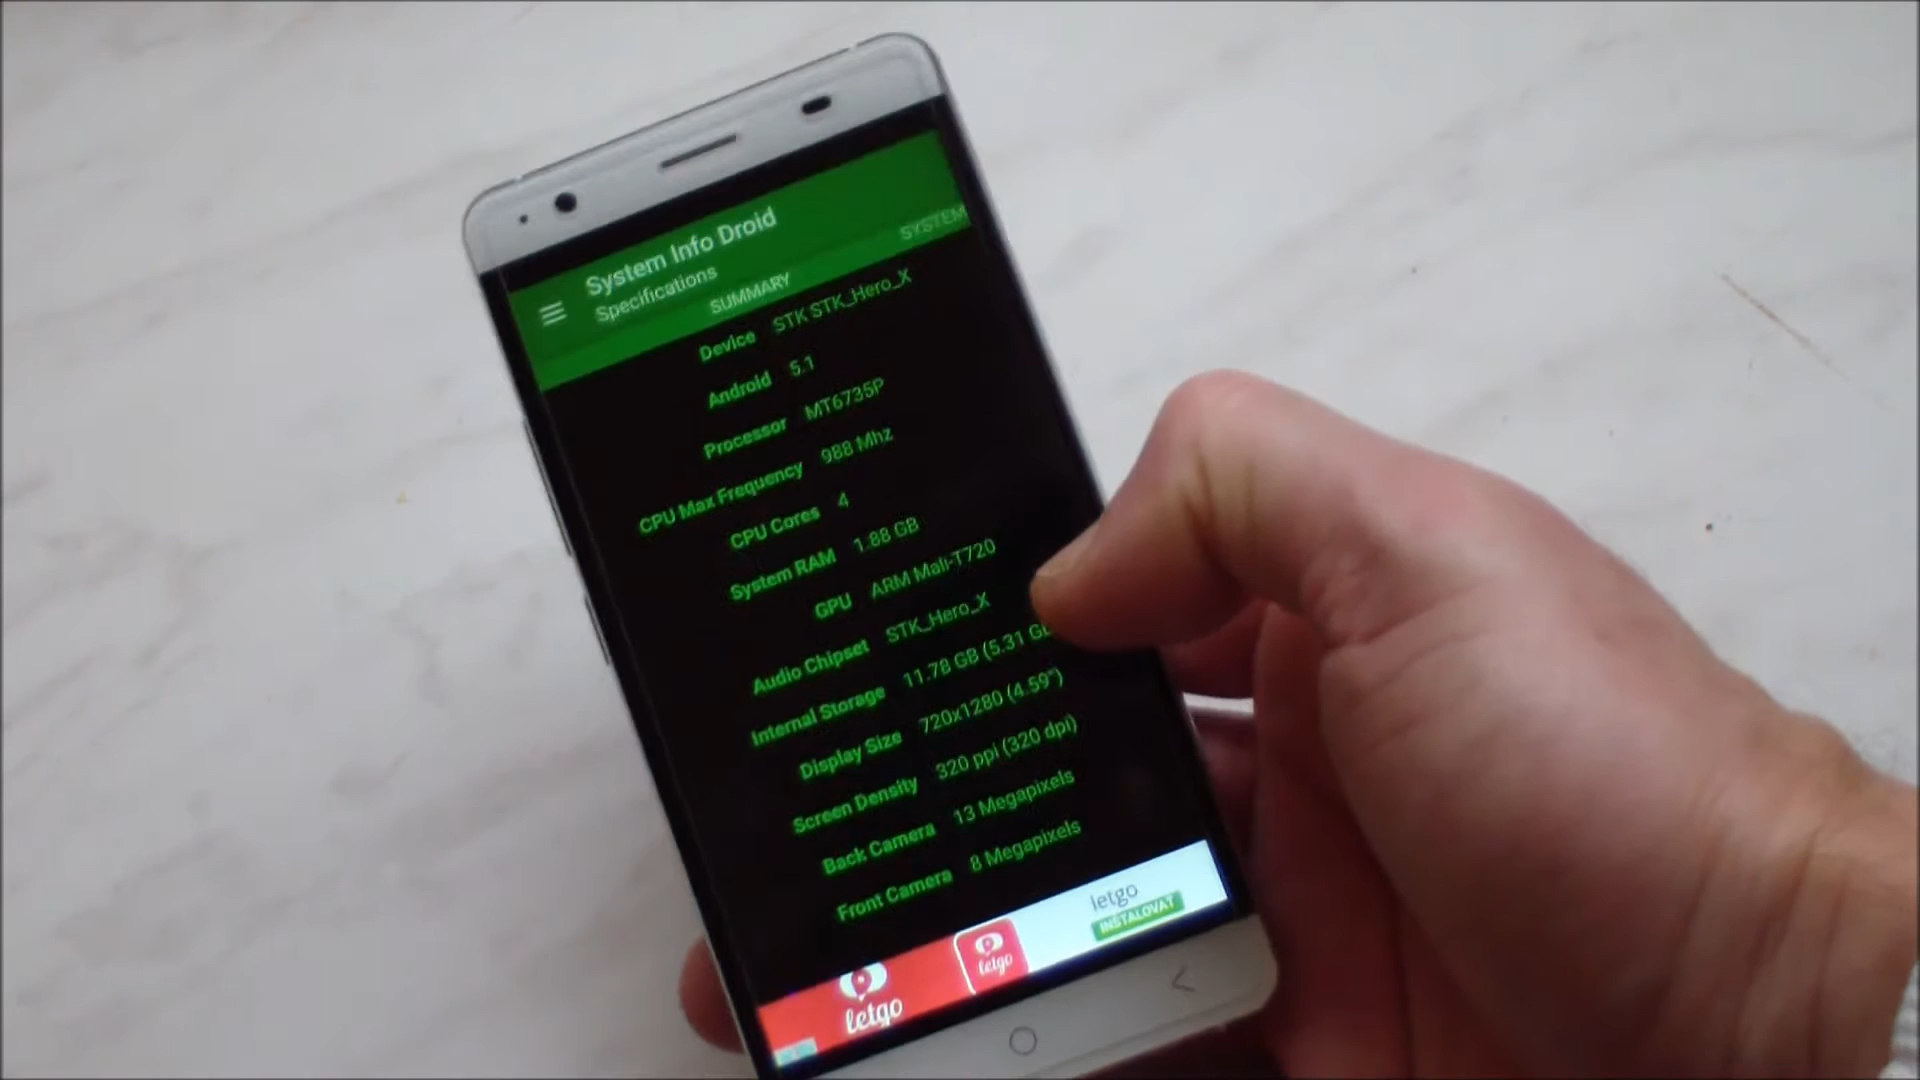 System Info Droid
Specifications
SUMMARY
SYSTEM
Device STK STK_Hero_X
Android 5.1
Processor MT6735P
CPU Max Frequency 988 Mhz
CPU Cores 4
System RAM 1.88 GB
GPU ARM Mali-T720
Audio Chipset STK_Hero_X
Internal Storage 11.78 GB (5.31 G
Display Size 720x1280 (4.59")
Screen Density 320 ppi (320 dpi)
Back Camera 13 Megapixels
Front Camera 8 Megapixels
letgo
letgo
letgo
INŠTALOVAŤ